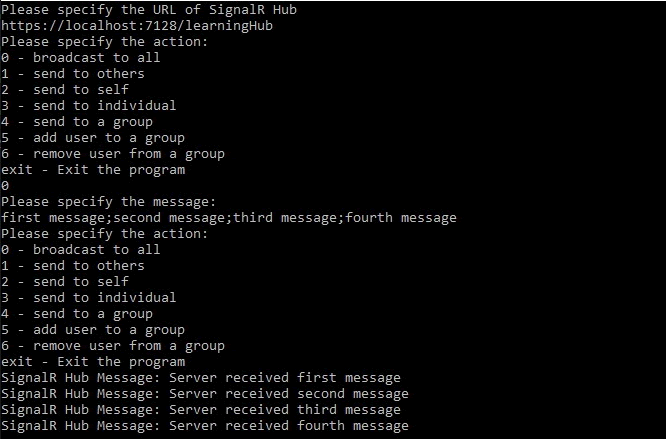 Please specify the URL of SignalR Hub
https://localhost:7128/learningHub
Please specify the action:
0 - broadcast to all
1 - send to others
2 - send to self
3 - send to individual
4 - send to a group
5 - add user to a group
6 - remove user from a group
exit - Exit the program
0
Please specify the message:
first message;second message;third message;fourth message
Please specify the action:
0 - broadcast to all
1 - send to others
2 - send to self
3 - send to individual
4 - send to a group
5 - add user to a group
6 - remove user from a group
exit - Exit the program
SignalR Hub Message: Server received first message
SignalR Hub Message: Server received second message
SignalR Hub Message: Server received third message
SignalR Hub Message: Server received fourth message